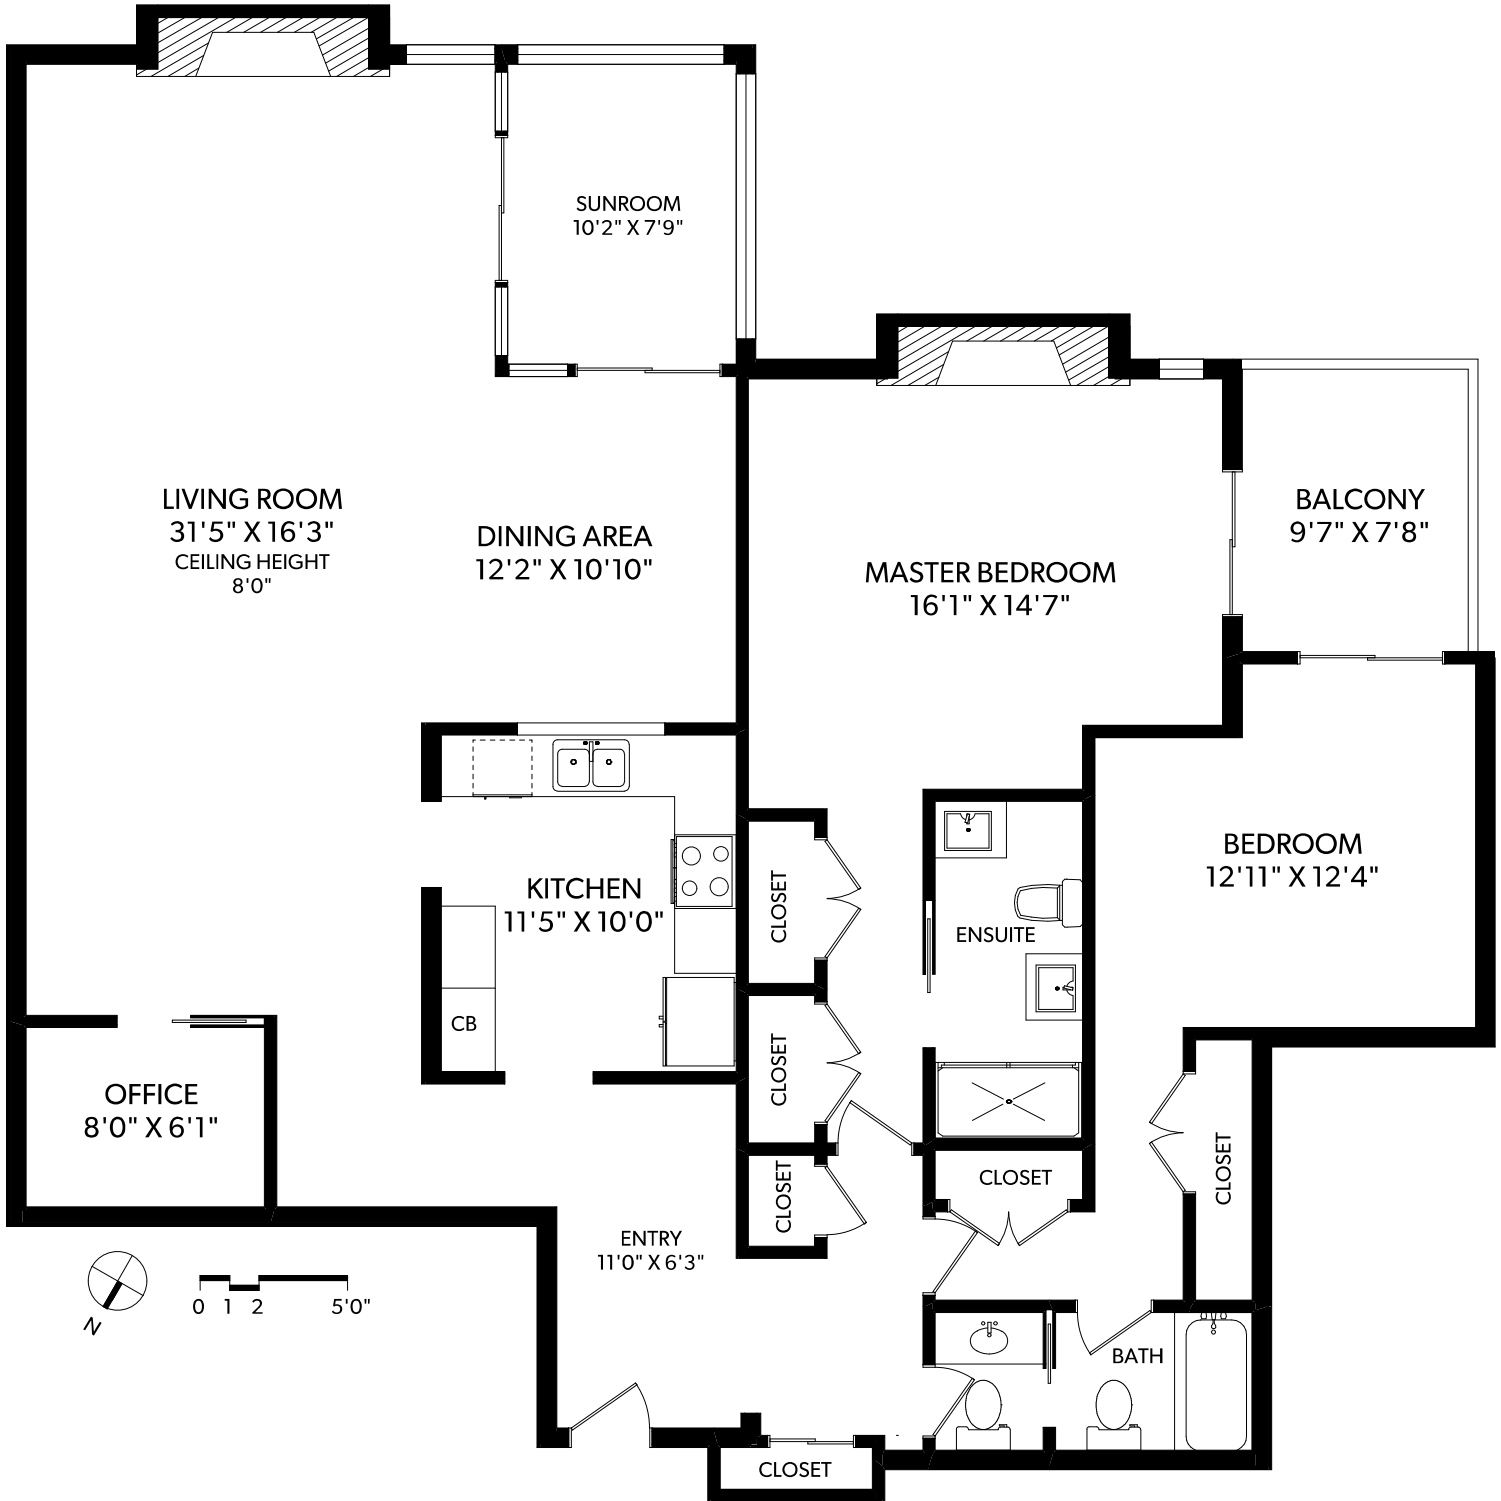 SUNROOM
10'2" X 7'9"
LIVING ROOM
31'5" X 16'3"
CEILING HEIGHT
8'0"
DINING AREA
12'2" X 10'10"
MASTER BEDROOM
16'1" X 14'7"
BALCONY
9'7" X 7'8"
KITCHEN
11'5" X 10'0"
CB
CLOSET
CLOSET
CLOSET
ENSUITE
BEDROOM
12'11" X 12'4"
OFFICE
8'0" X 6'1"
CLOSET
CLOSET
ENTRY
11'0" X 6'3"
N
0 1 2 5'0"
BATH
CLOSET